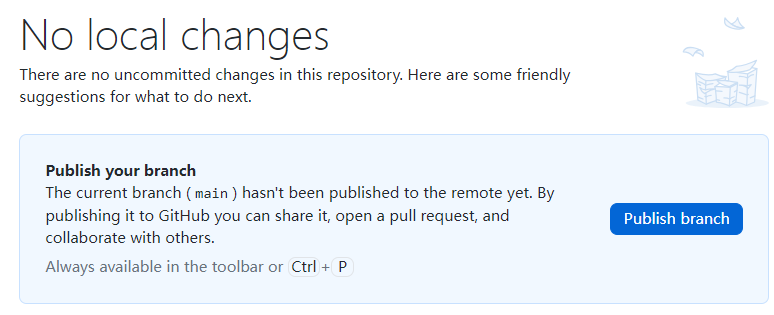 No local changes
There are no uncommitted changes in this repository. Here are some friendly
suggestions for what to do next.
Publish your branch
The current branch ( main ) hasn't been published to the remote yet. By
publishing it to GitHub you can share it, open a pull request, and
collaborate with others.
Publish branch
Always available in the toolbar or Ctrl + P